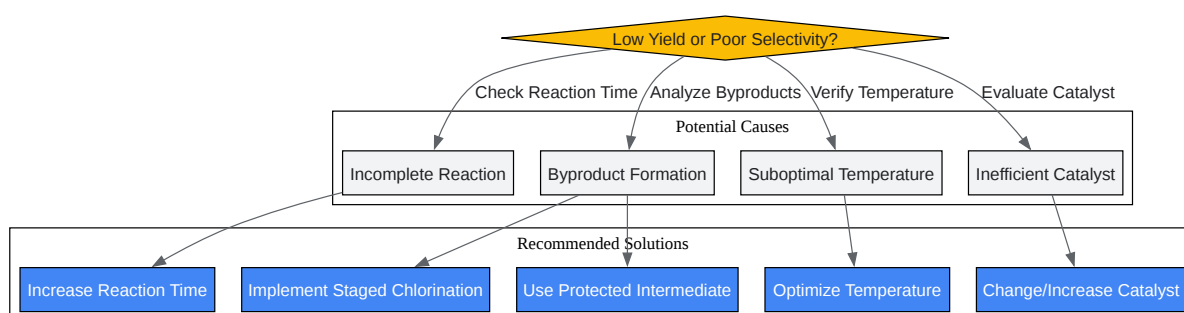 Low Yield or Poor Selectivity?
Check Reaction Time
Analyze Byproducts
Verify Temperature
Evaluate Catalyst
Potential Causes
Incomplete Reaction
Byproduct Formation
Suboptimal Temperature
Inefficient Catalyst
Recommended Solutions
Increase Reaction Time
Implement Staged Chlorination
Use Protected Intermediate
Optimize Temperature
Change/Increase Catalyst